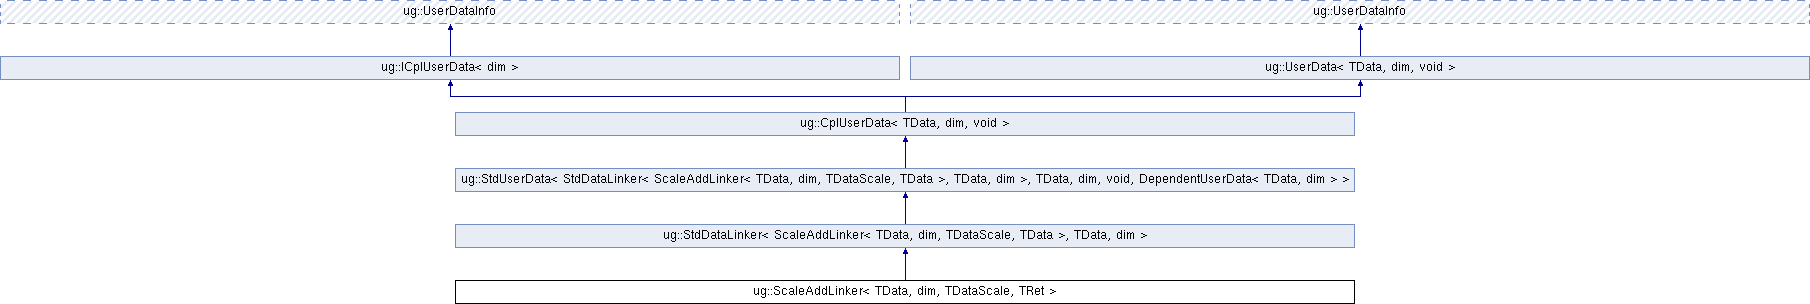 ug::UserDataInfo
ug::UserDataInfo
ug::ICplUserData< dim >
ug::UserData< TData, dim, void >
ug::CplUserData< TData, dim, void >
ug::StdUserData< StdDataLinker< ScaleAddLinker< TData, dim, TDataScale, TData >, TData, dim >, TData, dim, void, DependentUserData< TData, dim > >
ug::StdDataLinker< ScaleAddLinker< TData, dim, TDataScale, TData >, TData, dim >
ug::ScaleAddLinker< TData, dim, TDataScale, TRet >